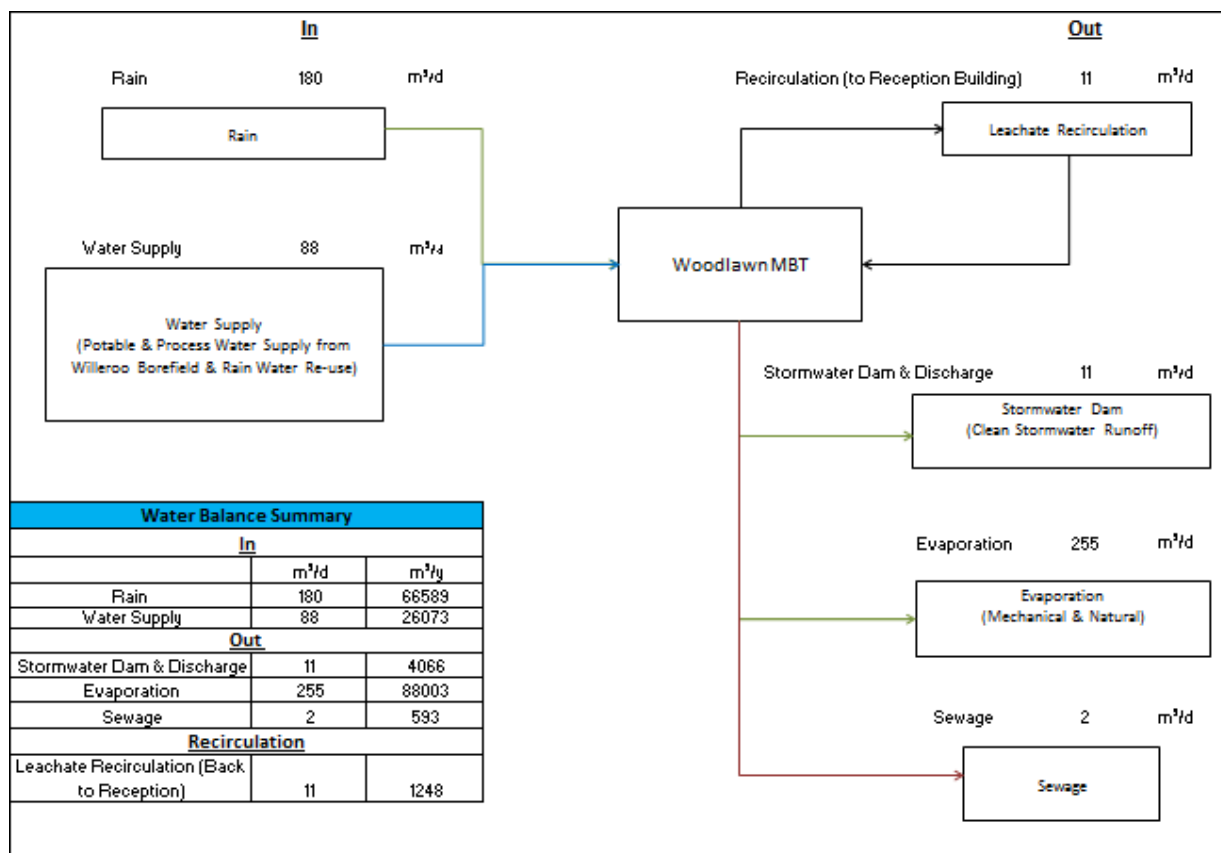 In
Out
Rain 180 m³/d
Recirculation (to Reception Building) 11 m³/d
Rain
Leachate Recirculation
Water Supply 88 m³/d
Woodlawn MBT
Water Supply
(Potable & Process Water Supply from
Willeroo Borefield & Rain Water Re-use)
Stormwater Dam & Discharge 11 m³/d
Stormwater Dam
(Clean Stormwater Runoff)
Evaporation 255 m³/d
Evaporation
(Mechanical & Natural)
Sewage 2 m³/d
Sewage
Water Balance Summary
In
m³/d m³/y
Rain 180 66589
Water Supply 88 26073
Out
Stormwater Dam & Discharge 11 4066
Evaporation 255 88003
Sewage 2 593
Recirculation
Leachate Recirculation (Back
to Reception) 11 1248